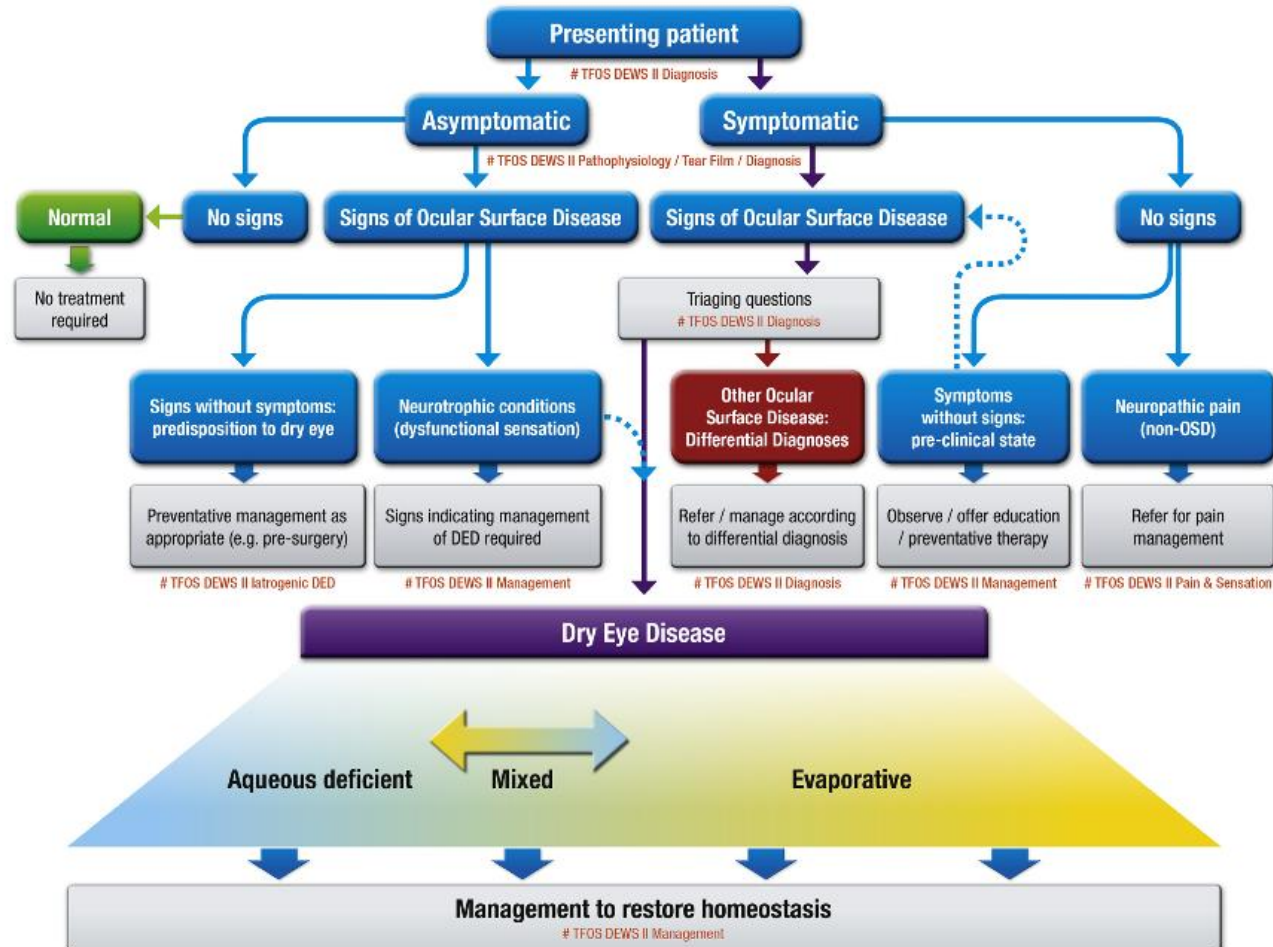 Presenting patient
# TFOS DEWS II Diagnosis
Asymptomatic
Symptomatic
# TFOS DEWS II Pathophysiology / Tear Film / Diagnosis
Normal
No signs
Signs of Ocular Surface Disease
Signs of Ocular Surface Disease
No signs
No treatment
required
Triaging questions
# TFOS DEWS II Diagnosis
Signs without symptoms:
predisposition to dry eye
Neurotrophic conditions
(dysfunctional sensation)
Other Ocular
Surface Disease:
Differential Diagnoses
Symptoms
without signs:
pre-clinical state
Neuropathic pain
(non-OSD)
Preventative management as
appropriate (e.g. pre-surgery)
# TFOS DEWS II Iatrogenic DED
Signs indicating management
of DED required
# TFOS DEWS II Management
Refer / manage according
to differential diagnosis
# TFOS DEWS II Diagnosis
Observe / offer education
/ preventative therapy
# TFOS DEWS II Management
Refer for pain
management
# TFOS DEWS II Pain & Sensation
Dry Eye Disease
Aqueous deficient
Mixed
Evaporative
Management to restore homeostasis
# TFOS DEWS II Management